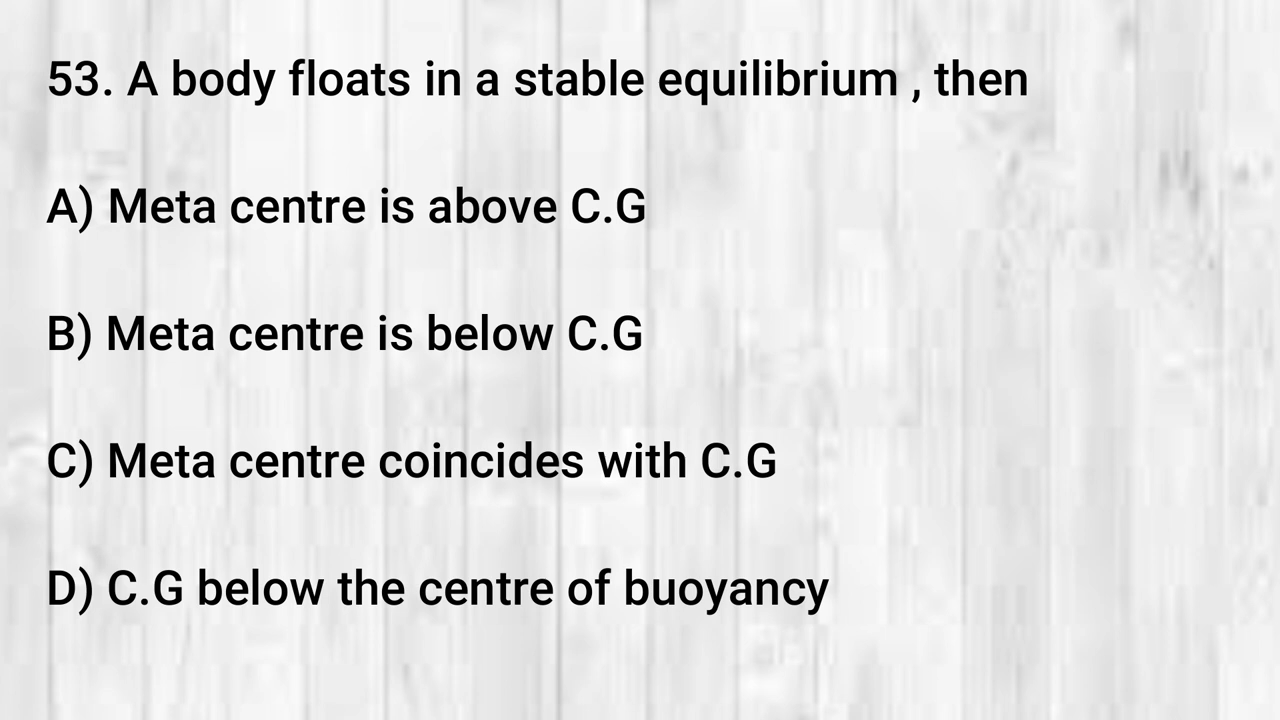 53. A body floats in a stable equilibrium , then
A) Meta centre is above C.G
B) Meta centre is below C.G
C) Meta centre coincides with C.G
D) C.G below the centre of buoyancy